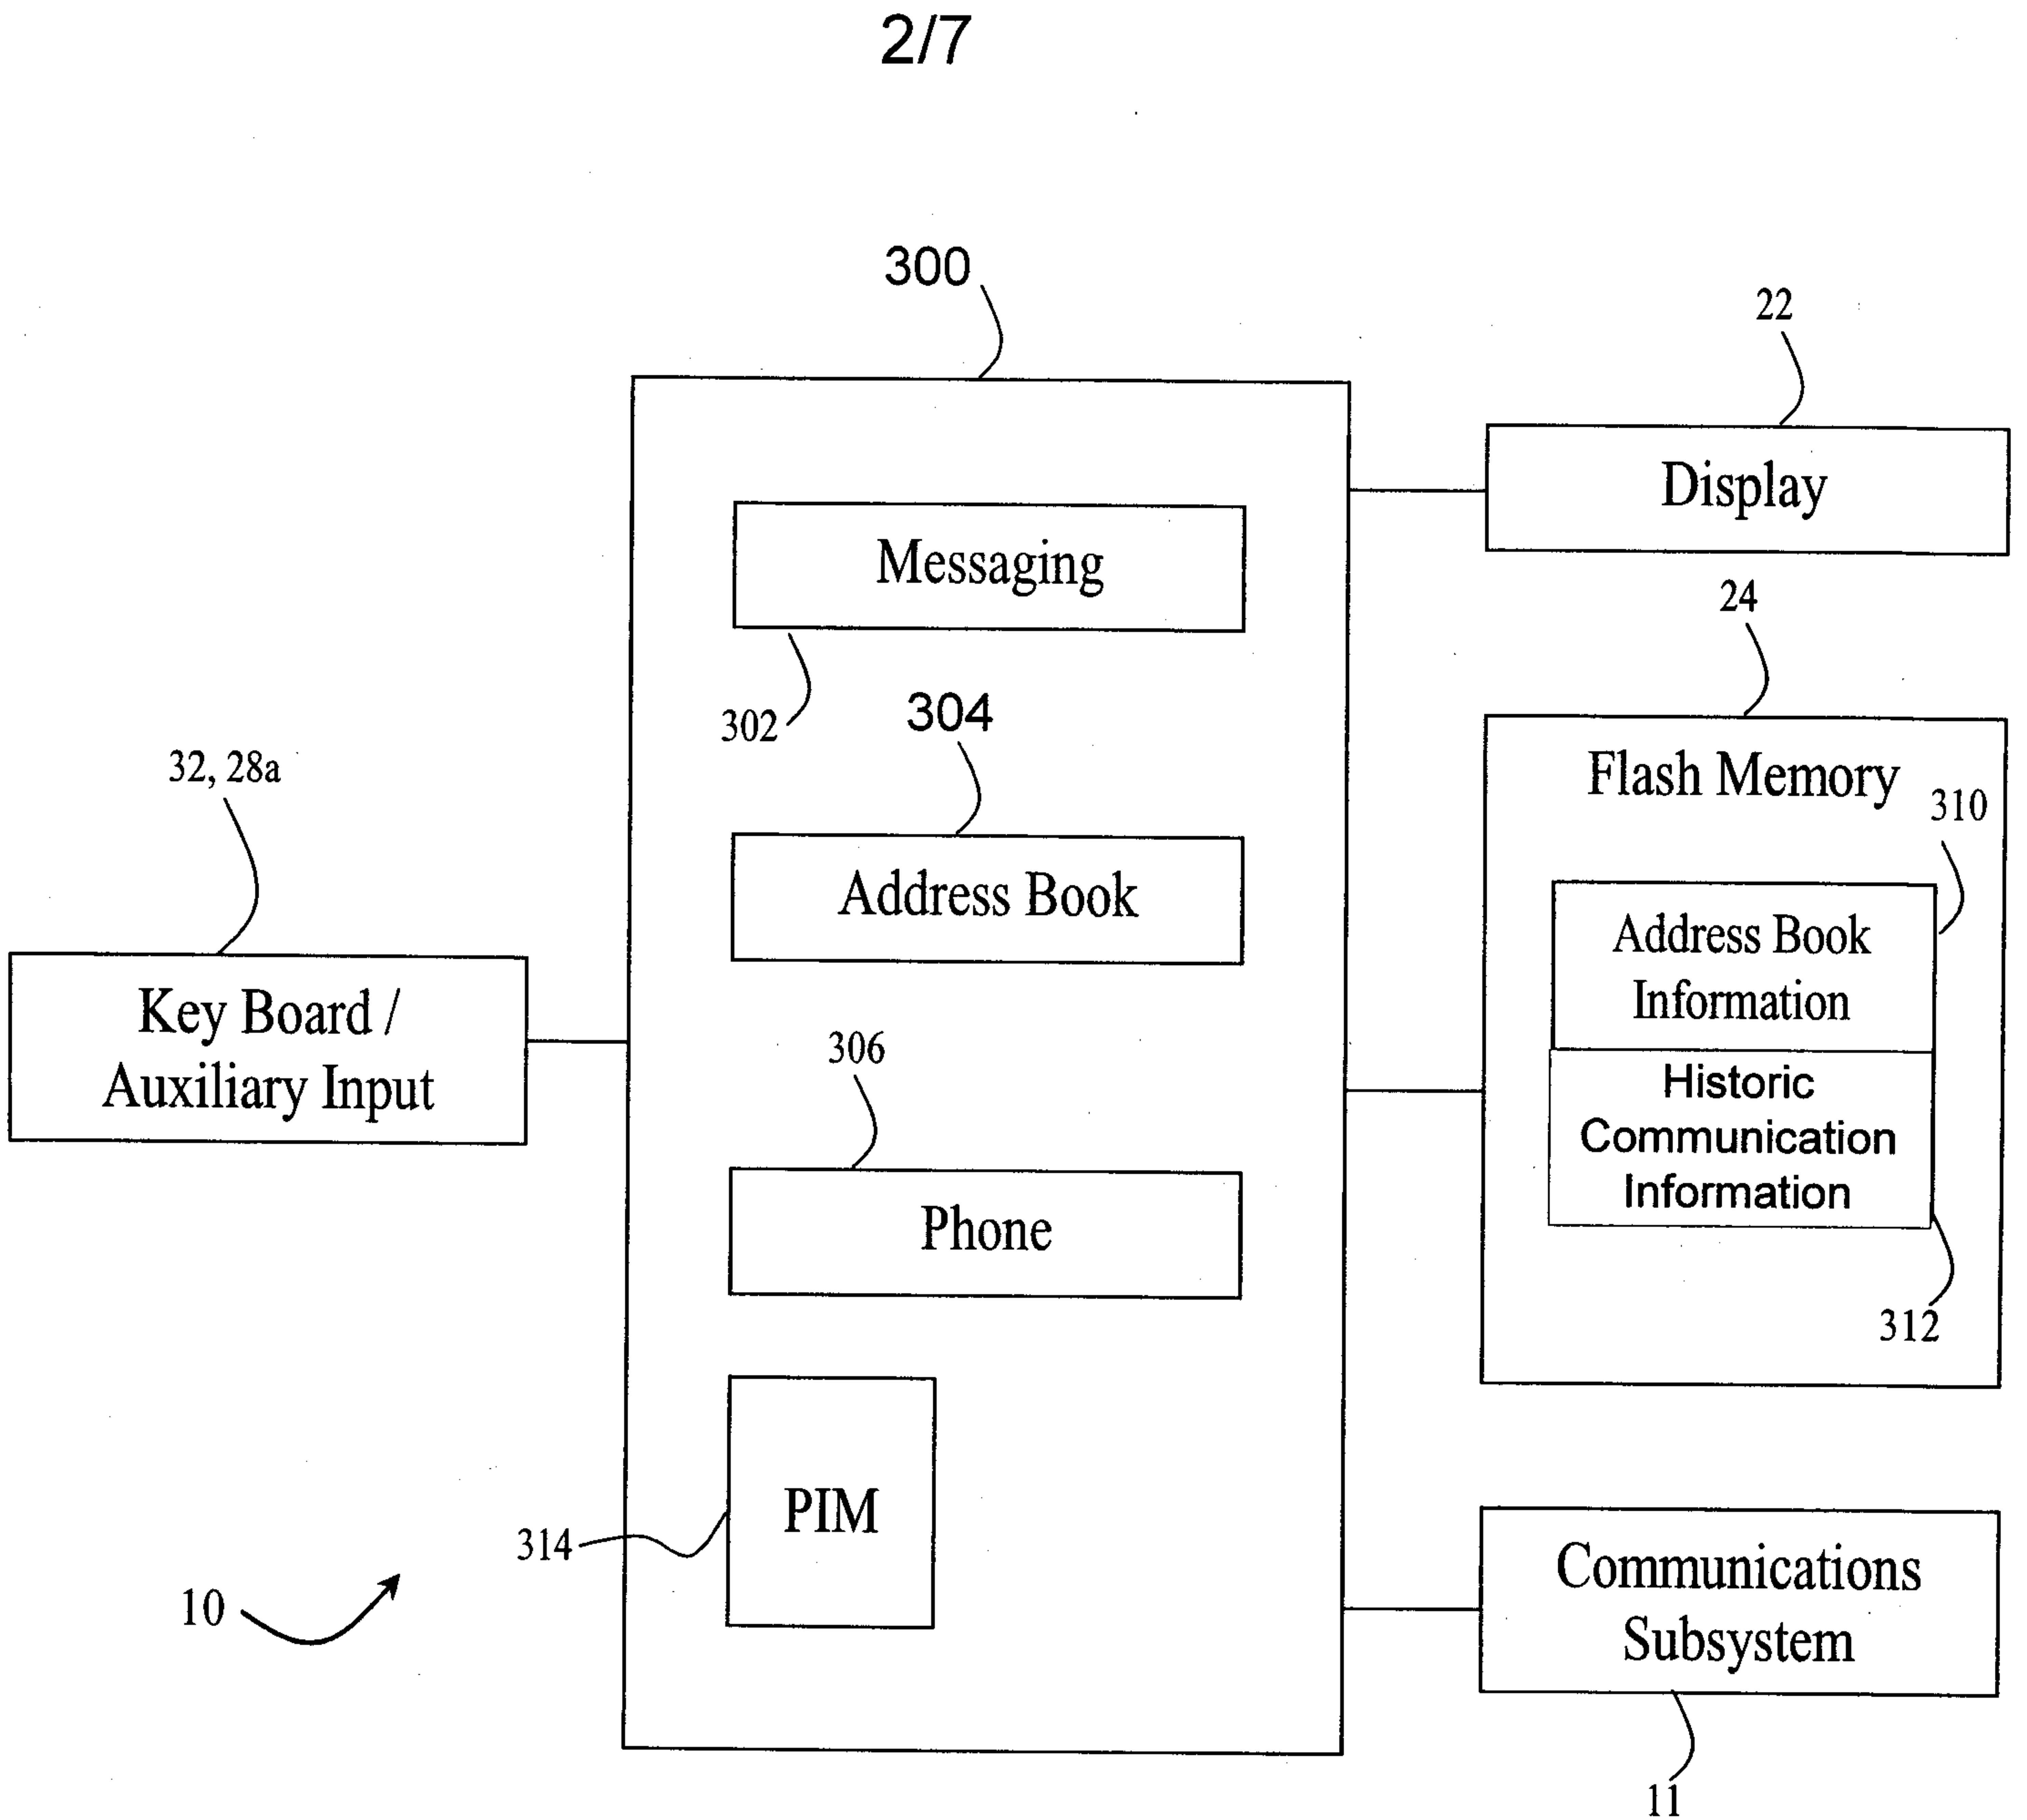 2/7
300
22
Display
Messaging
24
302
304
32, 28a
Flash Memory
310
Address Book
Address Book
Information
Key Board /
Auxiliary Input
306
Historic
Communication
Information
Phone
312
PIM
314
10
Communications
Subsystem
11